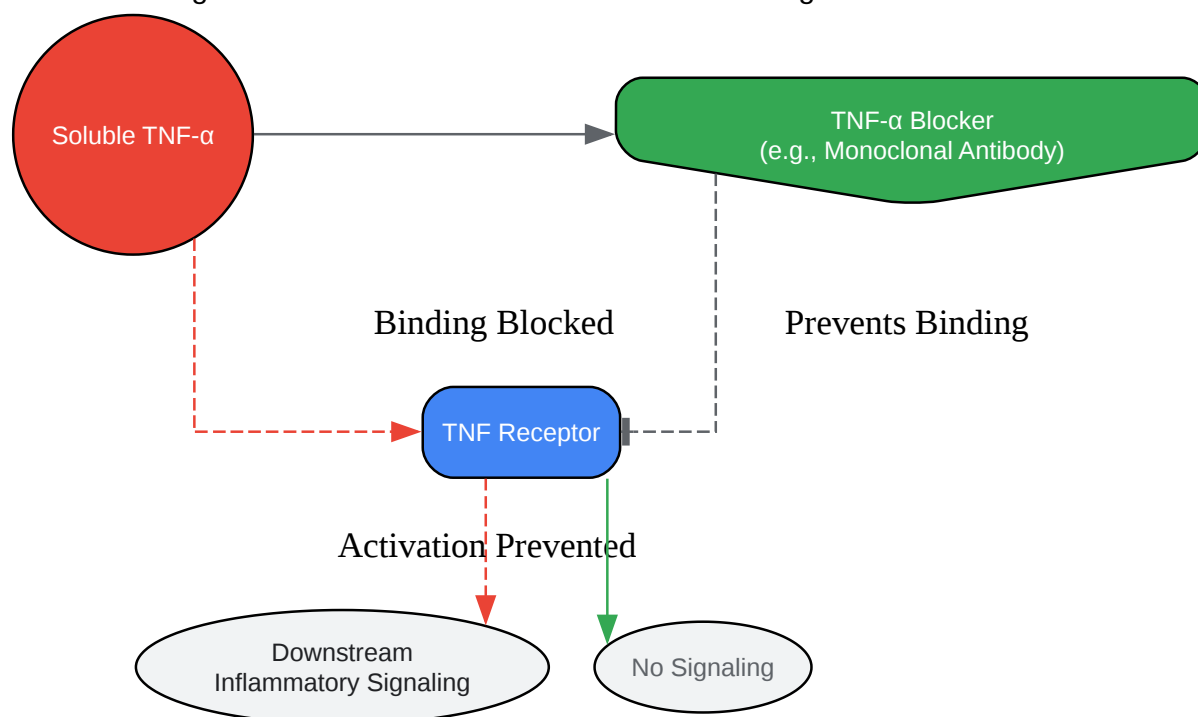 Soluble TNF-α
TNF-α Blocker
(e.g., Monoclonal Antibody)
Binding Blocked
Prevents Binding
TNF Receptor
Activation Prevented
Downstream
Inflammatory Signaling
No Signaling